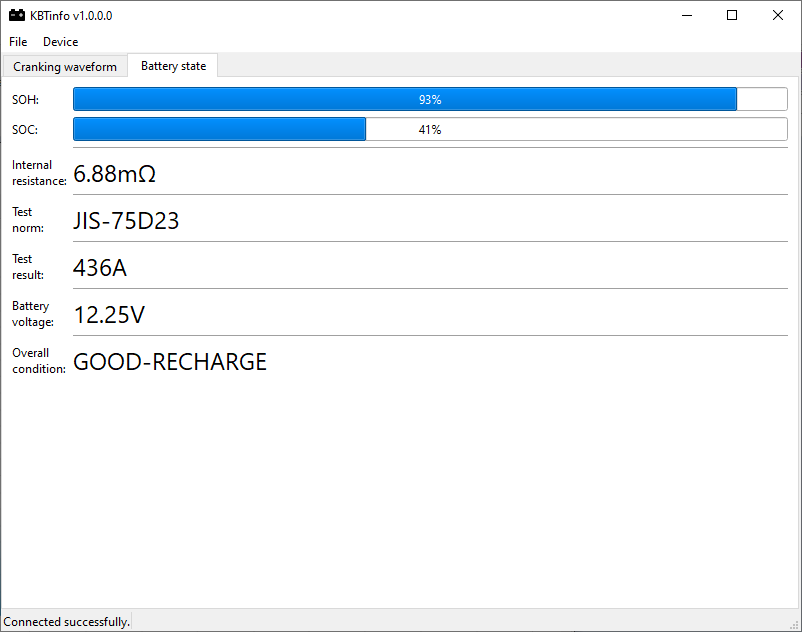 KBTinfo v1.0.0.0
File Device
Cranking waveform Battery state
SOH: 93%
SOC: 41%
Internal
resistance: 6.88mΩ
Test
norm: JIS-75D23
Test
result: 436A
Battery
voltage: 12.25V
Overall
condition: GOOD-RECHARGE
Connected successfully.